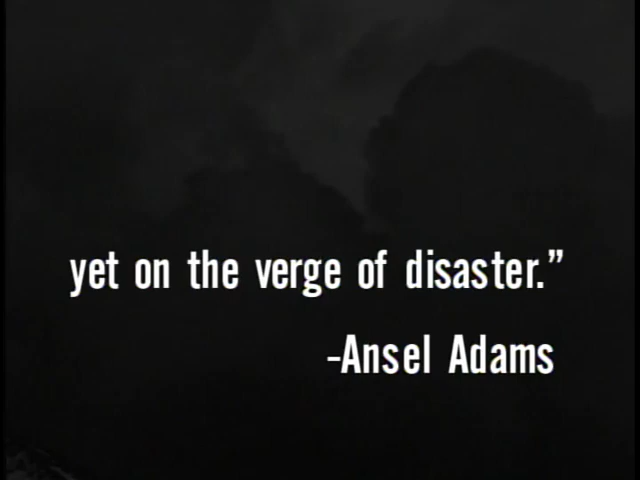 yet on the verge of disaster.”
-Ansel Adams